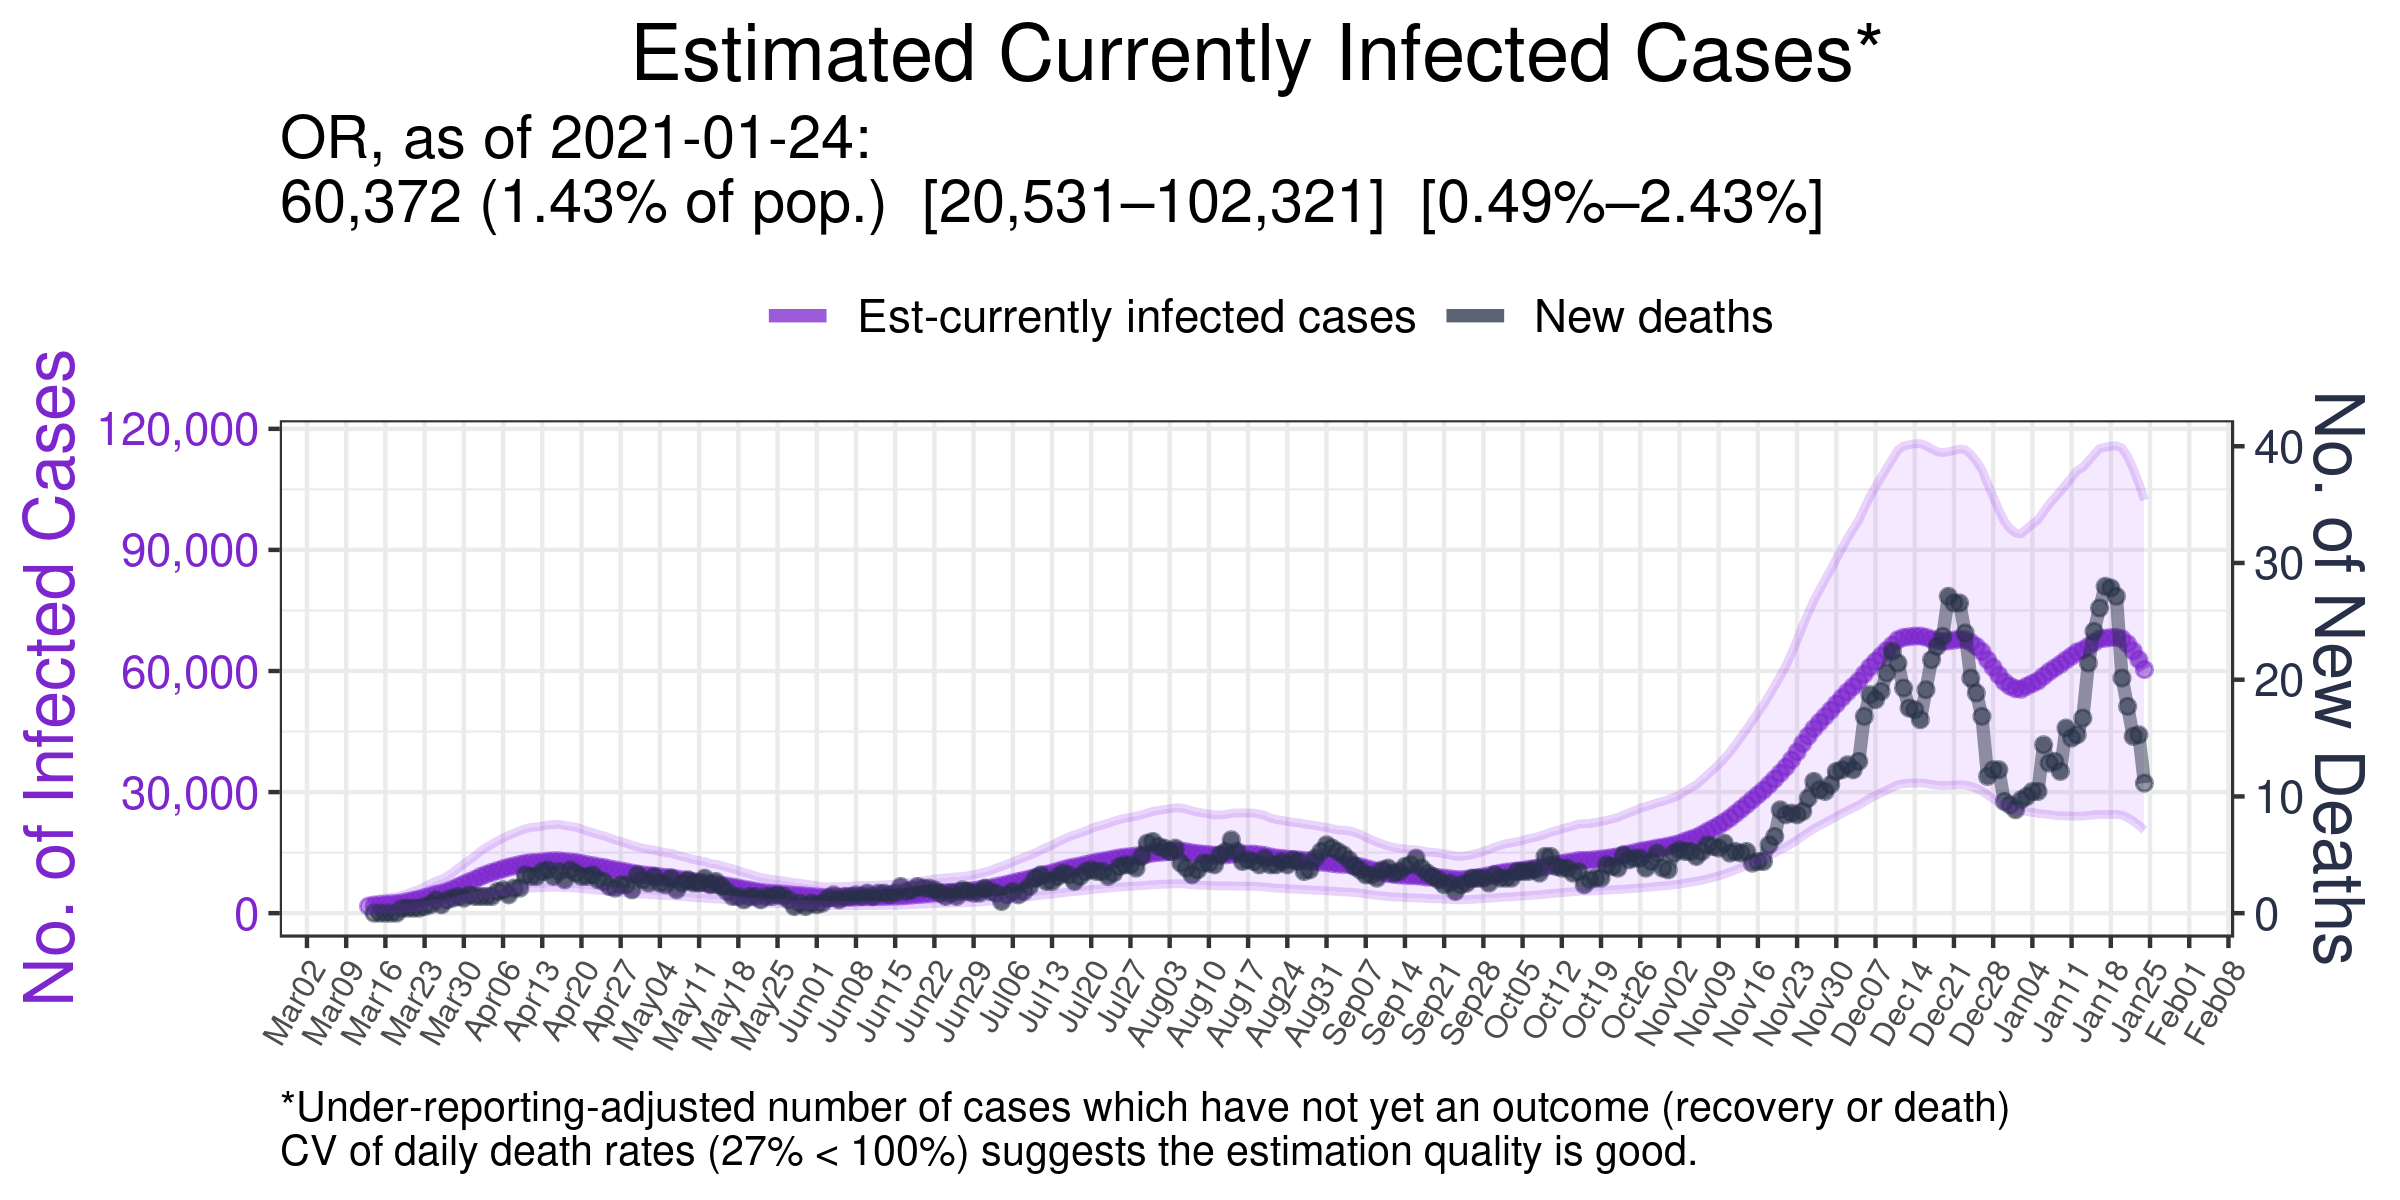 Estimated Currently Infected Cases*
OR, as of 2021-01-24:
60,372 (1.43% of pop.) [20,531–102,321] [0.49%–2.43%]
Est-currently infected cases
New deaths
No. of Infected Cases
120,000
90,000
60,000
30,000
0
No. of New Deaths
40
30
20
10
0
Mar02
Mar09
Mar16
Mar23
Mar30
Apr06
Apr13
Apr20
Apr27
May04
May11
May18
May25
Jun01
Jun08
Jun15
Jun22
Jun29
Jul06
Jul13
Jul20
Jul27
Aug03
Aug10
Aug17
Aug24
Aug31
Sep07
Sep14
Sep21
Sep28
Oct05
Oct12
Oct19
Oct26
Nov02
Nov09
Nov16
Nov23
Nov30
Dec07
Dec14
Dec21
Dec28
Jan04
Jan11
Jan18
Jan25
Feb01
Feb08
*Under-reporting-adjusted number of cases which have not yet an outcome (recovery or death)
CV of daily death rates (27% < 100%) suggests the estimation quality is good.